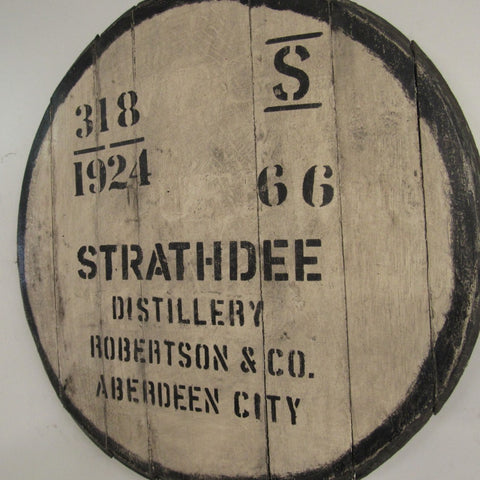 318
1924
S
66
STRATHDEE
DISTILLERY
ROBERTSON & CO.
ABERDEEN CITY